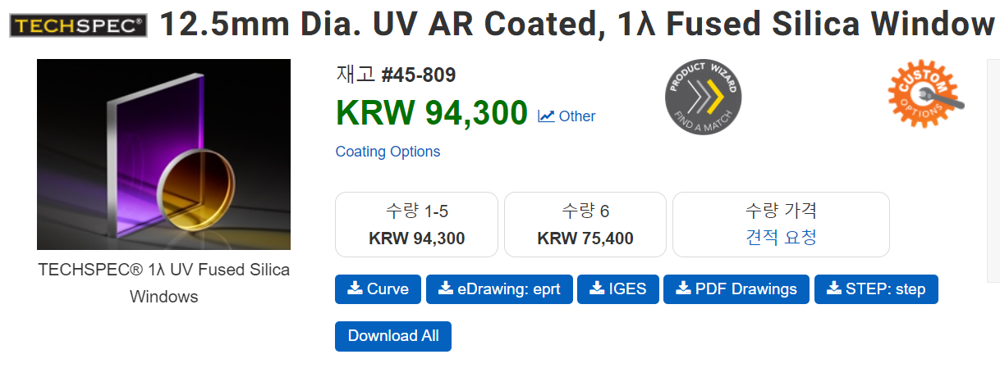 TECHSPEC® 12.5mm Dia. UV AR Coated, 1λ Fused Silica Window
재고 #45-809
KRW 94,300 Other
Coating Options
PRODUCT WIZARD
FIND A MATCH
CUSTOM
OPTIONS
TECHSPEC® 1λ UV Fused Silica
Windows
수량 1-5
KRW 94,300
수량 6
KRW 75,400
수량 가격
견적 요청
Curve eDrawing: eprt IGES PDF Drawings STEP: step
Download All